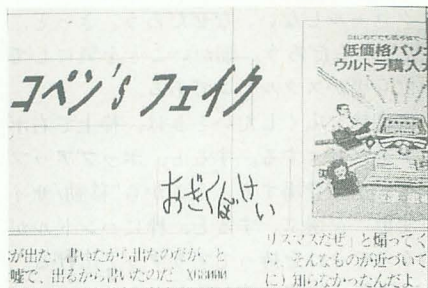 コペン's フェイク
おぎくぼけい
が出た。書いたから出たのだが、と
嘘で、出るから書いたのだ X68000
低価格パソコ
ウルトラ購入
リスマスだぜ」と煽ってく
そんなものが近づいて
に）知らなかったんだよ